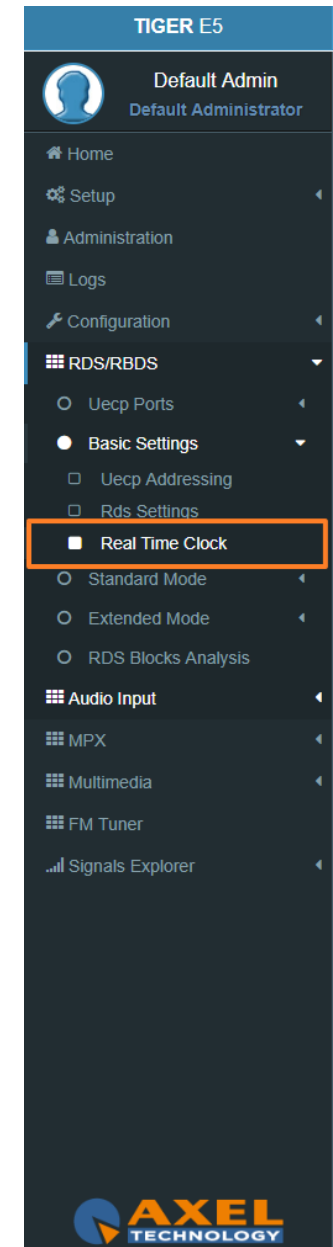 TIGER E5
Default Admin
Default Administrator
Home
Setup
Administration
Logs
Configuration
RDS/RBDS
Uecp Ports
Basic Settings
Uecp Addressing
Rds Settings
Real Time Clock
Standard Mode
Extended Mode
RDS Blocks Analysis
Audio Input
MPX
Multimedia
FM Tuner
Signals Explorer
AXEL
TECHNOLOGY